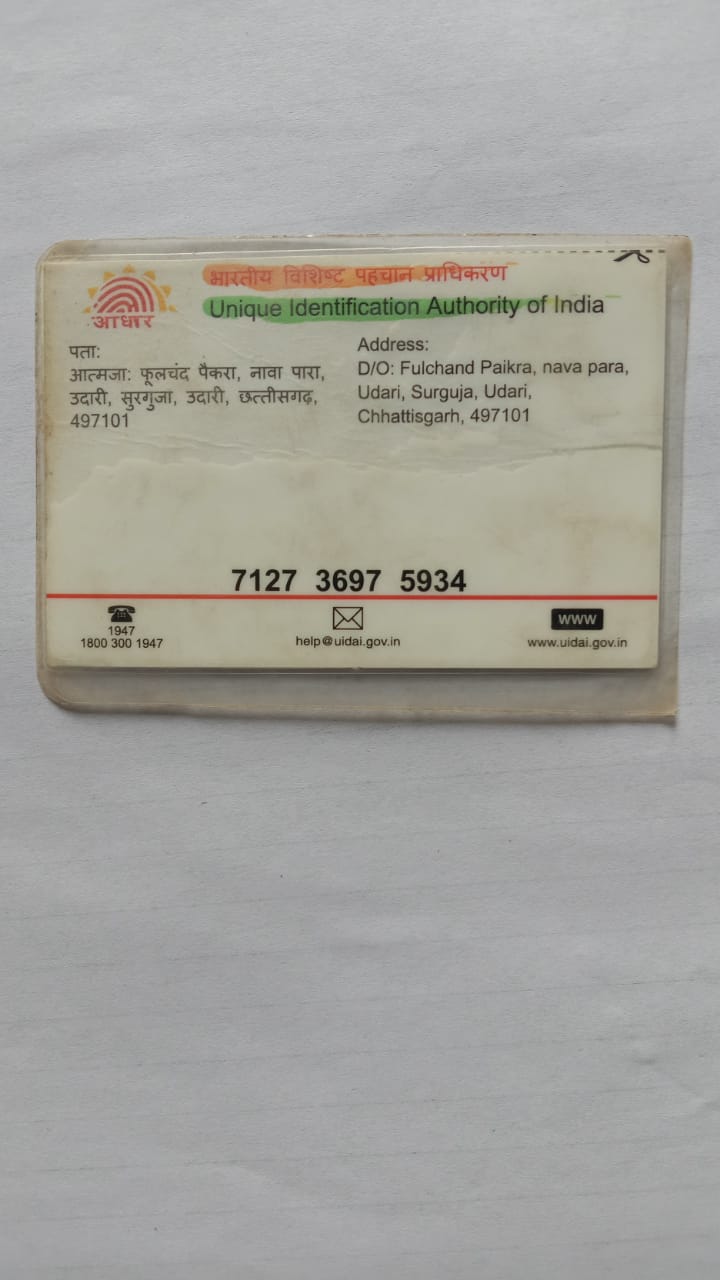 आधार
भारतीय विशिष्ट पहचान प्राधिकरण
Unique Identification Authority of India
पता:
आत्मजा: फूलचंद पैकरा, नावा पारा,
उदारी, सुरगुजा, उदारी, छत्तीसगढ़,
497101
Address:
D/O: Fulchand Paikra, nava para,
Udari, Surguja, Udari,
Chhattisgarh, 497101
7127 3697 5934
1947
1800 300 1947
help@uidai.gov.in
www
www.uidai.gov.in